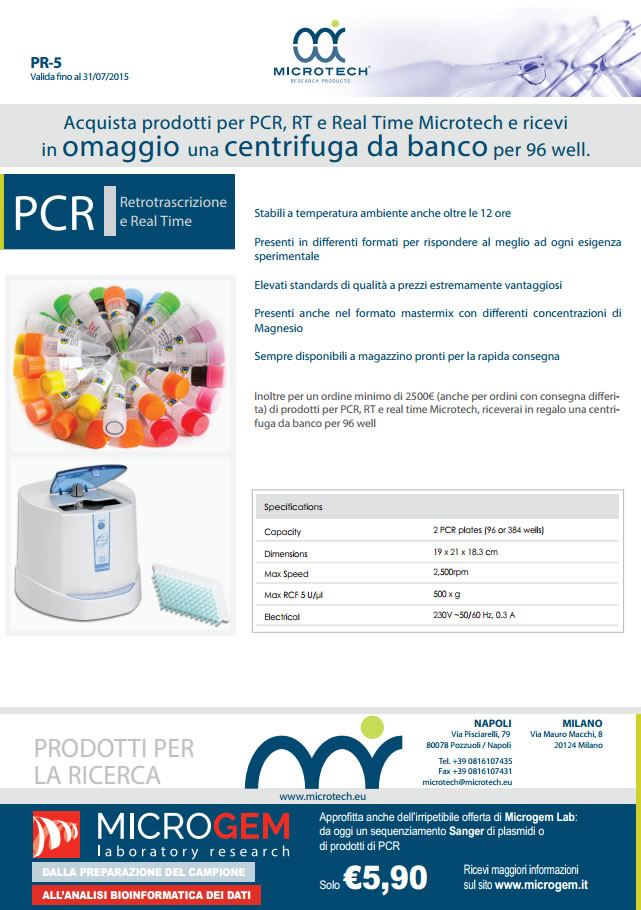 PR-5
Valida fino al 31/07/2015
MICROTECH®
RESEARCH PRODUCTS
Acquista prodotti per PCR, RT e Real Time Microtech e ricevi
in omaggio una centrifuga da banco per 96 well.
PCR
Retrotrascrizione
e Real Time
Stabili a temperatura ambiente anche oltre le 12 ore
Presenti in differenti formati per rispondere al meglio ad ogni esigenza
sperimentale
Elevati standards di qualità a prezzi estremamente vantaggiosi
Presenti anche nel formato mastermix con differenti concentrazioni di
Magnesio
Sempre disponibili a magazzino pronti per la rapida consegna
Inoltre per un ordine minimo di 2500€ (anche per ordini con consegna differi-
ta) di prodotti per PCR, RT e real time Microtech, riceverai in regalo una centri-
fuga da banco per 96 well
Specifications
Capacity 2 PCR plates (96 or 384 wells)
Dimensions 19 x 21 x 18.3 cm
Max Speed 2,500rpm
Max RCF 5 U/µl 500 x g
Electrical 230V ~50/60 Hz, 0.3 A
PRODOTTI PER
LA RICERCA
www.microtech.eu
NAPOLI
Via Pisciarelli, 79
80078 Pozzuoli / Napoli
Tel. +39 0816107435
Fax +39 0816107431
microtech@microtech.eu
MILANO
Via Mauro Macchi, 8
20124 Milano
MICROGEM
laboratory research
DALLA PREPARAZIONE DEL CAMPIONE
ALL'ANALISI BIOINFORMATICA DEI DATI
Approfitta anche dell'irripetibile offerta di Microgem Lab:
da oggi un sequenziamento Sanger di plasmidi o
di prodotti di PCR
Solo €5,90
Ricevi maggiori informazioni
sul sito www.microgem.it